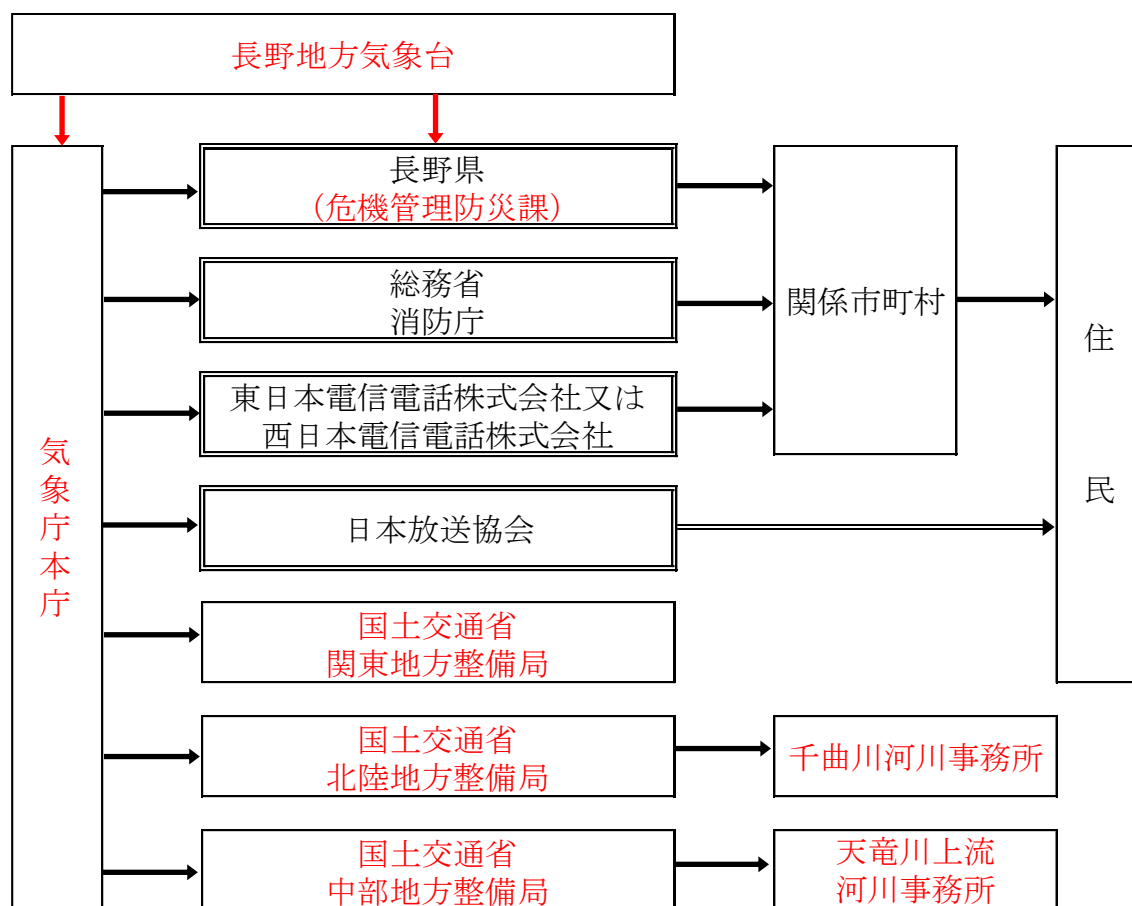 長野地方気象台
長野県
（危機管理防災課）
総務省
消防庁
東日本電信電話株式会社又は
西日本電信電話株式会社
日本放送協会
国土交通省
関東地方整備局
国土交通省
北陸地方整備局
国土交通省
中部地方整備局
気象庁本庁
関係市町村
千曲川河川事務所
天竜川上流
河川事務所
住民